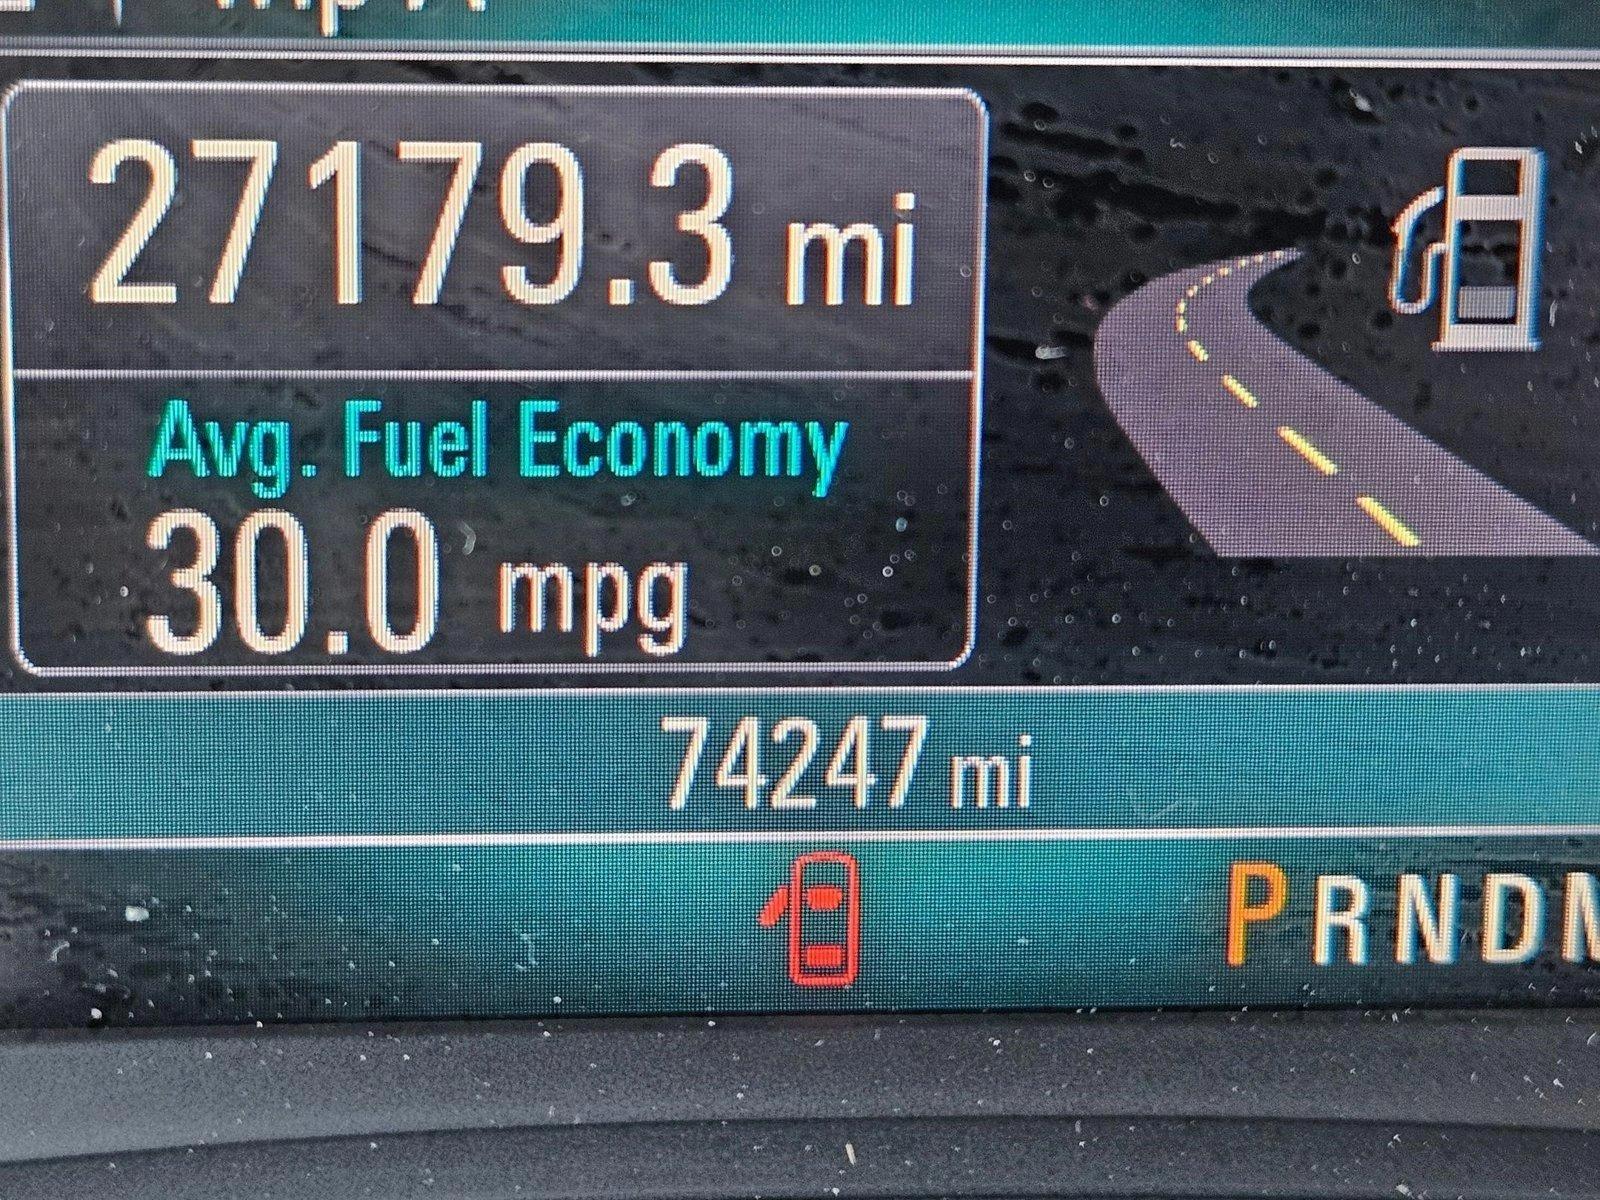 27179.3 mi
Avg. Fuel Economy
30.0 mpg
74247 mi
PRND